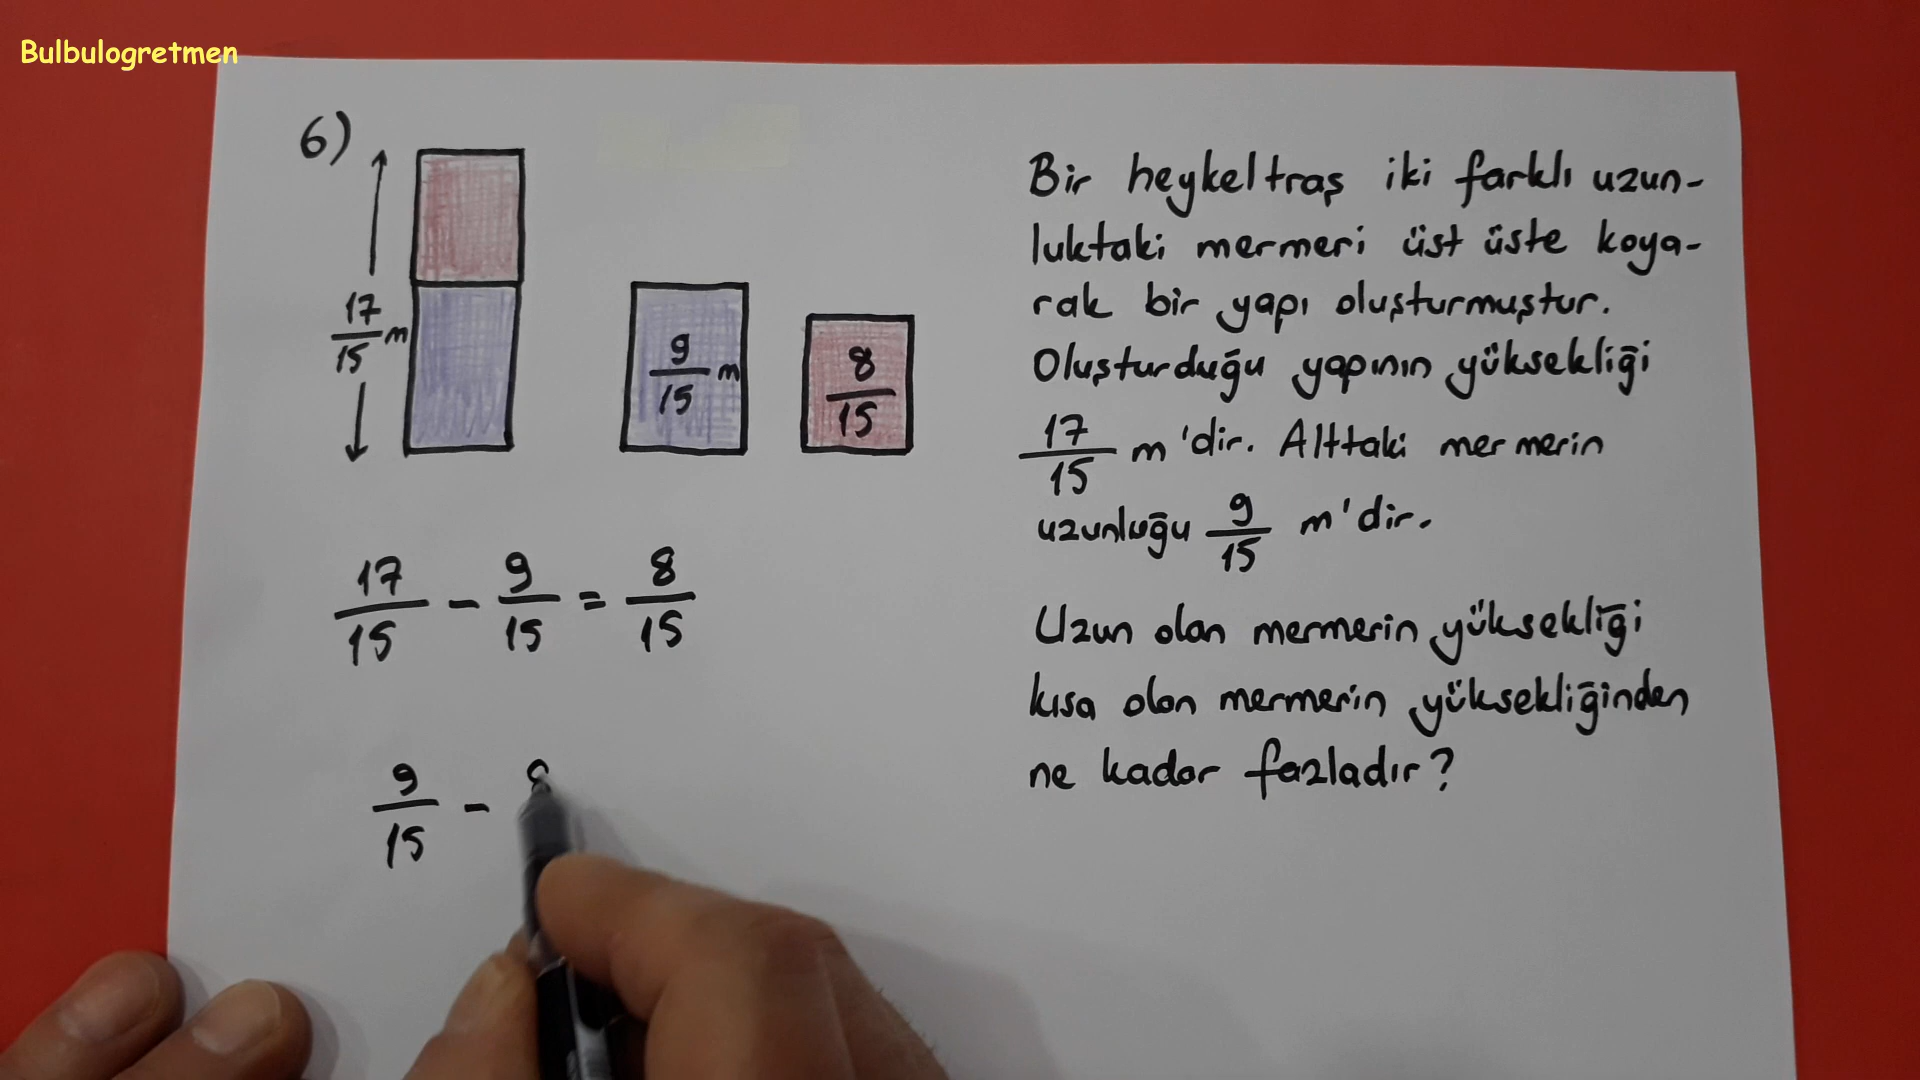 Bulbulogretmen
6)
17/15 m
9/15 m
8/15
17/15 - 9/15 = 8/15
9/15 - 8
Bir heykeltraş iki farklı uzun-
luktaki mermeri üst üste koya-
rak bir yapı oluşturmuştur.
Oluşturduğu yapının yüksekliği
17/15 m'dir. Alttaki mermerin
uzunluğu 9/15 m'dir.
Uzun olan mermerin yüksekliği
kısa olan mermerin yüksekliğinden
ne kadar fazladır?